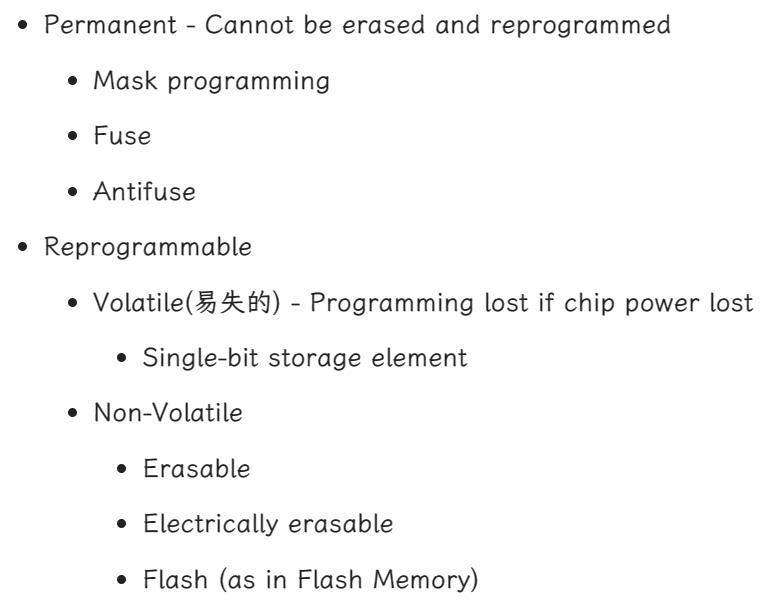 Permanent - Cannot be erased and reprogrammed
Mask programming
Fuse
Antifuse
Reprogrammable
Volatile(易失的) - Programming lost if chip power lost
Single-bit storage element
Non-Volatile
Erasable
Electrically erasable
Flash (as in Flash Memory)